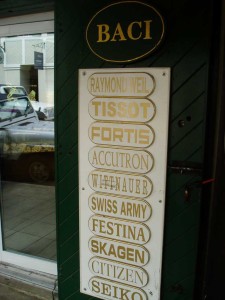 BACI
RAYMOND WEIL
TISSOT
FORTIS
ACCUTRON
WITTNAUER
SWISS ARMY
FESTINA
SKAGEN
CITIZEN
SEIKO